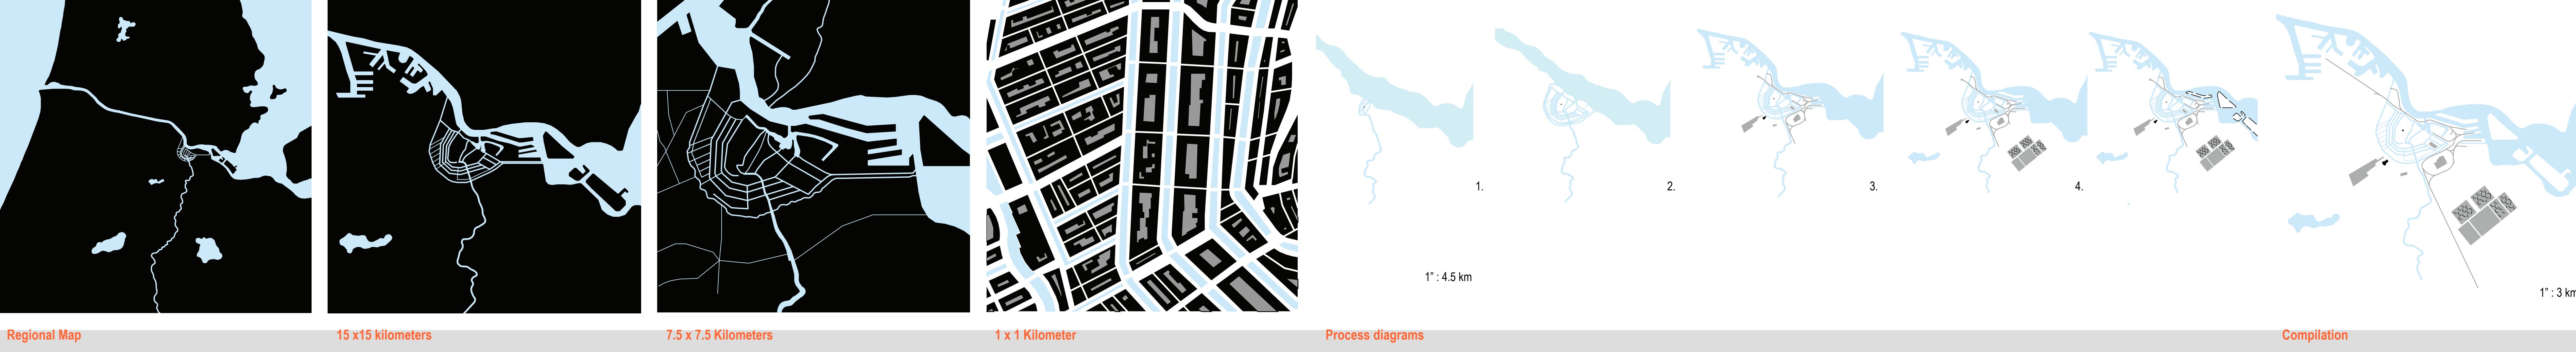 1.
2.
3.
4.
1” : 4.5 km
1” : 3 km
Regional Map
15 x15 kilometers
7.5 x 7.5 Kilometers
1 x 1 Kilometer
Process diagrams
Compilation